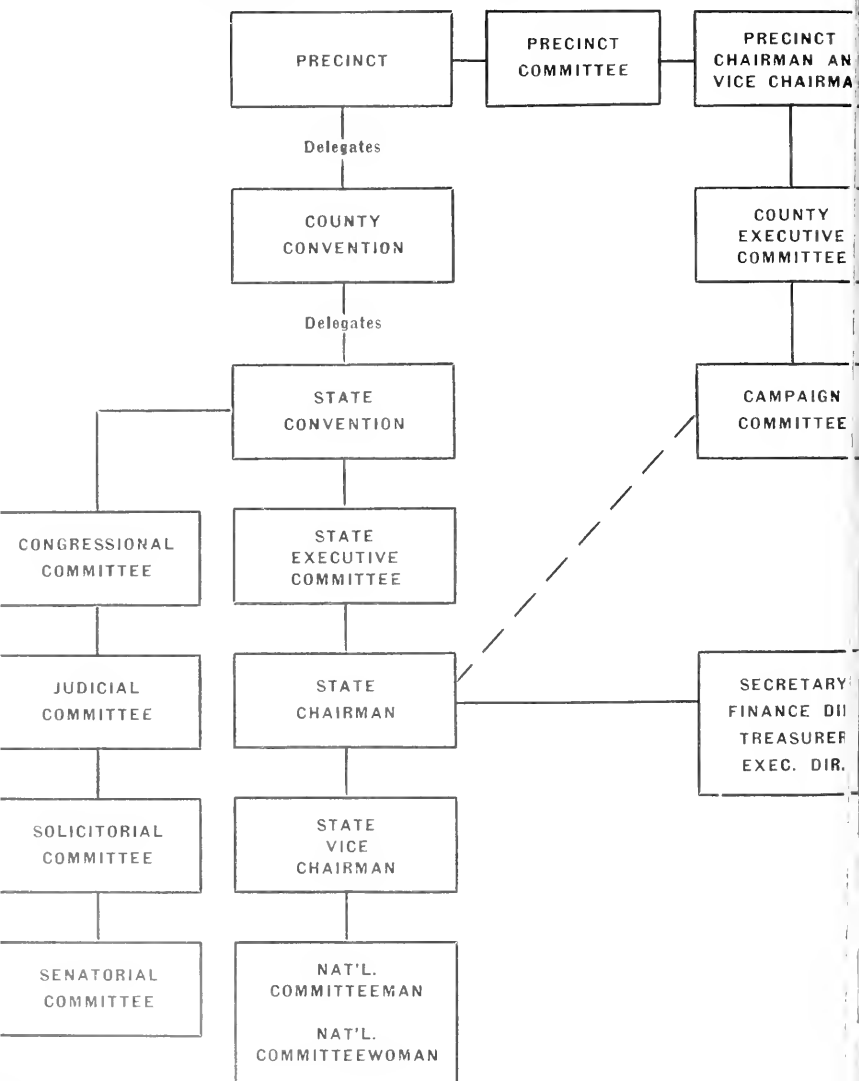 PRECINCT
PRECINCT
COMMITTEE
PRECINCT
CHAIRMAN AN
VICE CHAIRMA
Delegates
COUNTY
CONVENTION
COUNTY
EXECUTIVE
COMMITTEE
Delegates
STATE
CONVENTION
CAMPAIGN
COMMITTEE
CONGRESSIONAL
COMMITTEE
STATE
EXECUTIVE
COMMITTEE
JUDICIAL
COMMITTEE
STATE
CHAIRMAN
SECRETARY
FINANCE DI
TREASURER
EXEC. DIR.
SOLICITORIAL
COMMITTEE
STATE
VICE
CHAIRMAN
SENATORIAL
COMMITTEE
NAT'L.
COMMITTEEMAN
NAT'L.
COMMITTEEWOMAN